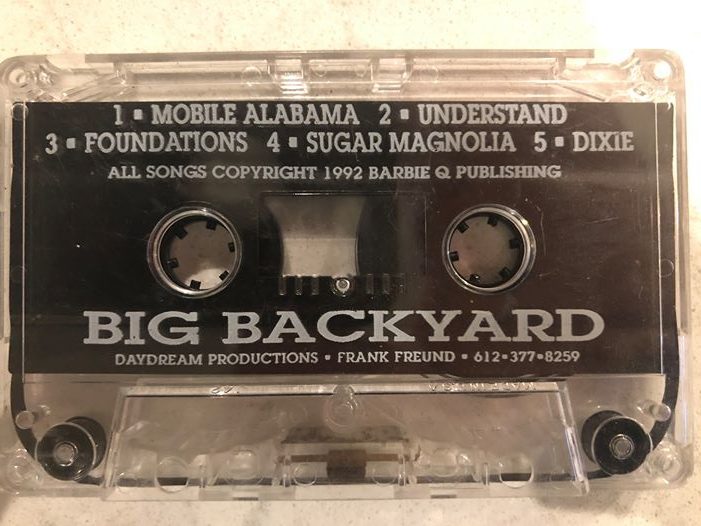 1 ▪ MOBILE ALABAMA 2 ▪ UNDERSTAND
3 ▪ FOUNDATIONS 4 ▪ SUGAR MAGNOLIA 5 ▪ DIXIE
ALL SONGS COPYRIGHT 1992 BARBIE Q PUBLISHING
BIG BACKYARD
DAYDREAM PRODUCTIONS ▪ FRANK FREUND ▪ 612▪377▪8259